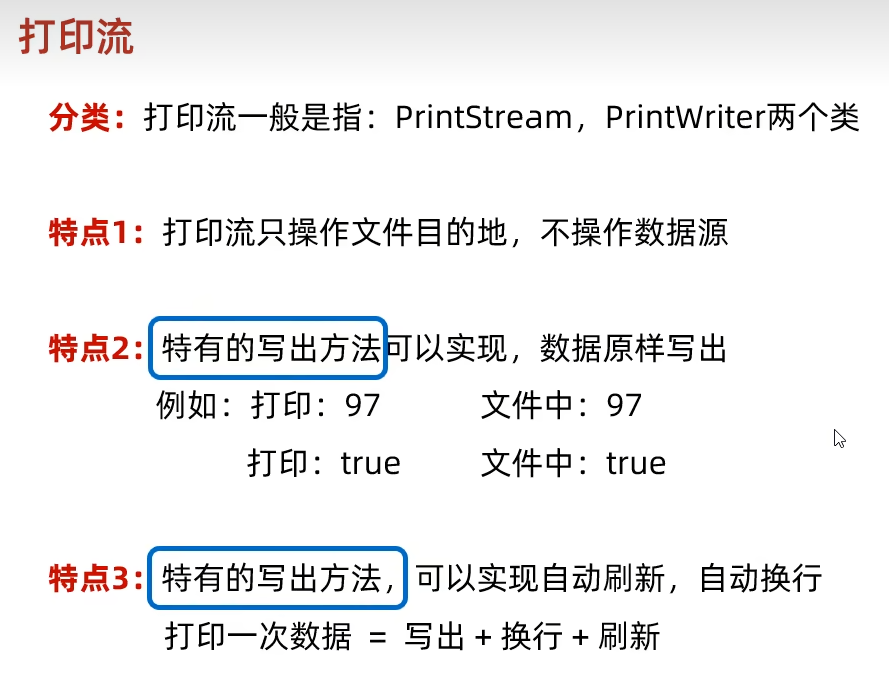 打印流
分类：打印流一般是指：PrintStream，PrintWriter两个类
特点1：打印流只操作文件目的地，不操作数据源
特点2：特有的写出方法可以实现，数据原样写出
例如：打印：97 文件中：97
打印：true 文件中：true
特点3：特有的写出方法，可以实现自动刷新，自动换行
打印一次数据 = 写出 + 换行 + 刷新